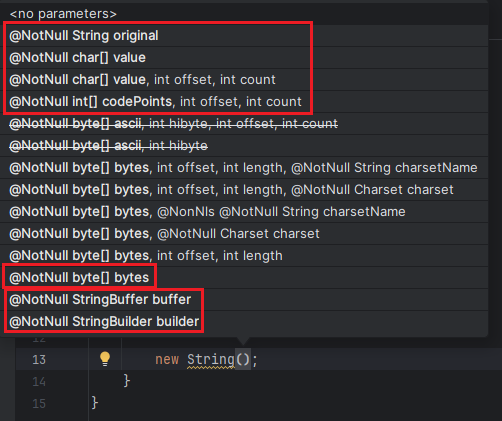 <no parameters>
@NotNull String original
@NotNull char[] value
@NotNull char[] value, int offset, int count
@NotNull int[] codePoints, int offset, int count
@NotNull byte[] ascii, int hibyte, int offset, int count
@NotNull byte[] ascii, int hibyte
@NotNull byte[] bytes, int offset, int length, @NotNull String charsetName
@NotNull byte[] bytes, int offset, int length, @NotNull Charset charset
@NotNull byte[] bytes, @NonNls @NotNull String charsetName
@NotNull byte[] bytes, @NotNull Charset charset
@NotNull byte[] bytes, int offset, int length
@NotNull byte[] bytes
@NotNull StringBuffer buffer
@NotNull StringBuilder builder
12
13 new String();
14 }
15 }